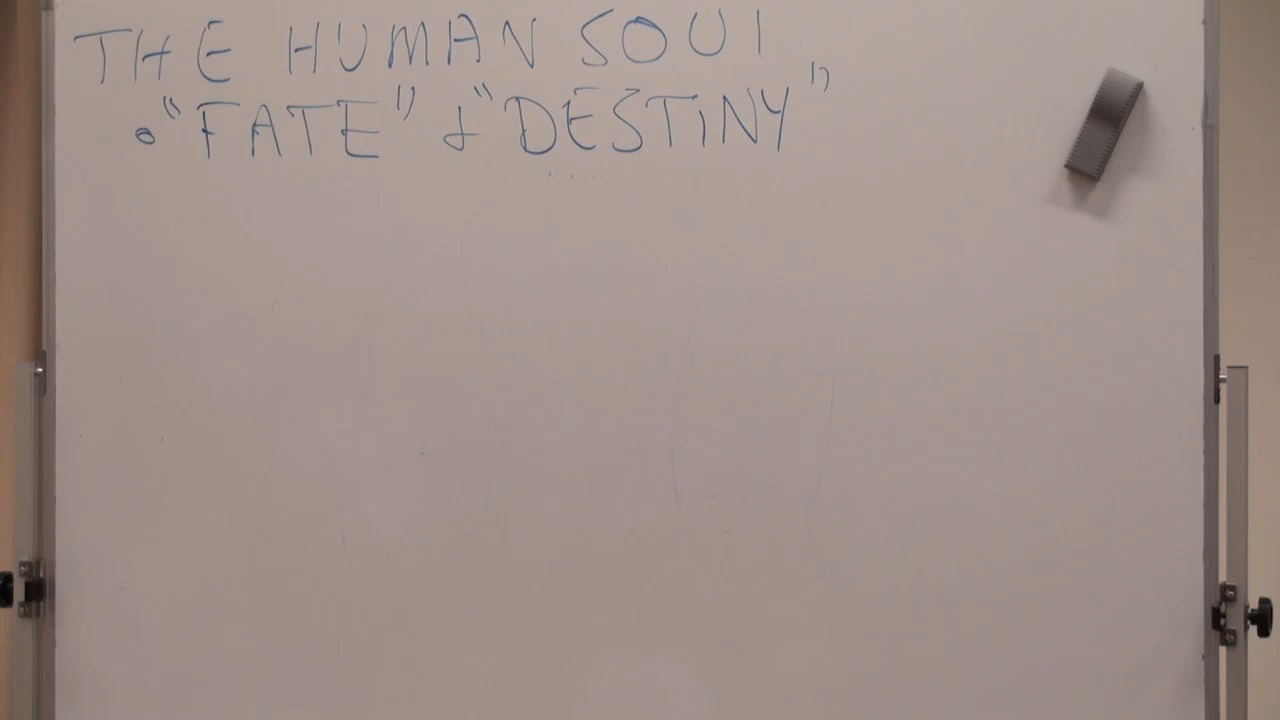 THE HUMAN SOUL
• "FATE" & "DESTINY"